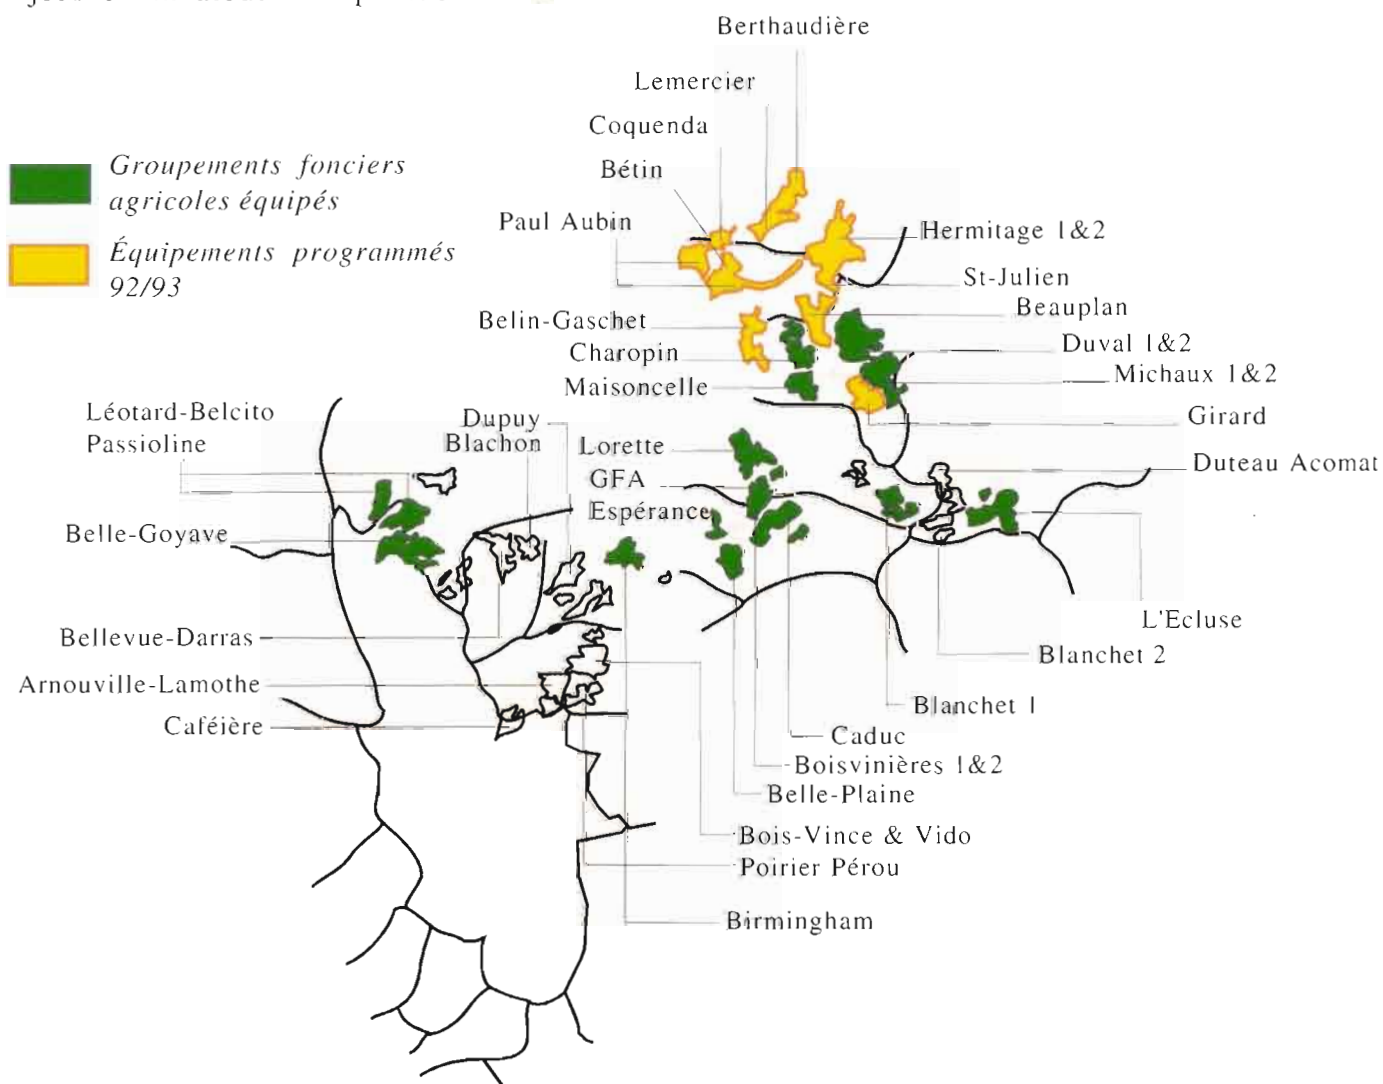 Berthaudière
Lemercier
Coquenda
Bétin
Paul Aubin
Groupements fonciers
agricoles équipés
Équipements programmés
92/93
Hermitage 1&2
St-Julien
Beauplan
Belin-Gaschet
Charopin
Maisoncelle
Duval 1&2
Michaux 1&2
Girard
Léotard-Belcito
Passioline
Dupuy
Blachon
Lorette
GFA
Espérance
Duteau Acomat
Belle-Goyave
L'Ecluse
Bellevue-Darras
Blanchet 2
Arnouville-Lamothe
Blanchet 1
Caféière
Caduc
Boisvinières 1&2
Belle-Plaine
Bois-Vince & Vido
Poirier Pérou
Birmingham